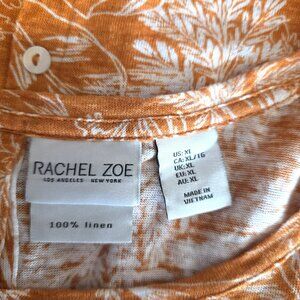 RACHEL ZOE
LOS ANGELES NEW YORK
100% linen
US: XL
CA: XL/16
UK: XL
EU: XL
AU: XL
MADE IN
VIETNAM